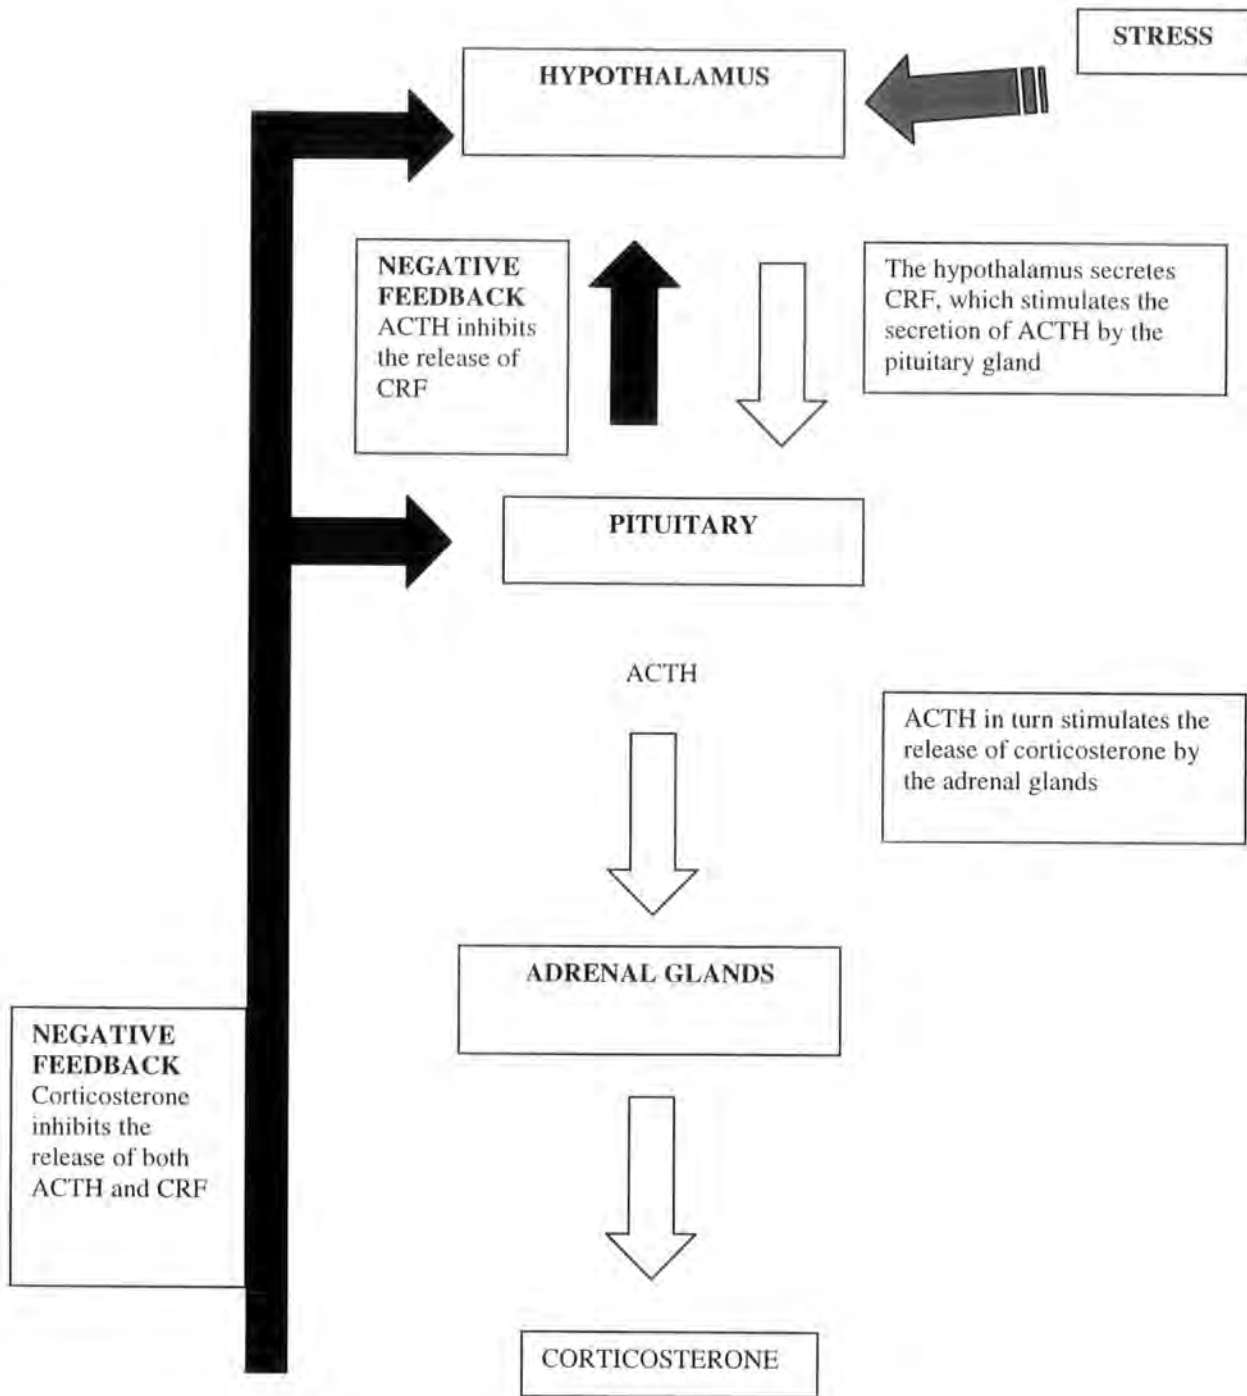 STRESS
HYPOTHALAMUS
NEGATIVE
FEEDBACK
ACTH inhibits
the release of
CRF
The hypothalamus secretes
CRF, which stimulates the
secretion of ACTH by the
pituitary gland
PITUITARY
ACTH
ACTH in turn stimulates the
release of corticosterone by
the adrenal glands
ADRENAL GLANDS
NEGATIVE
FEEDBACK
Corticosterone
inhibits the
release of both
ACTH and CRF
CORTICOSTERONE